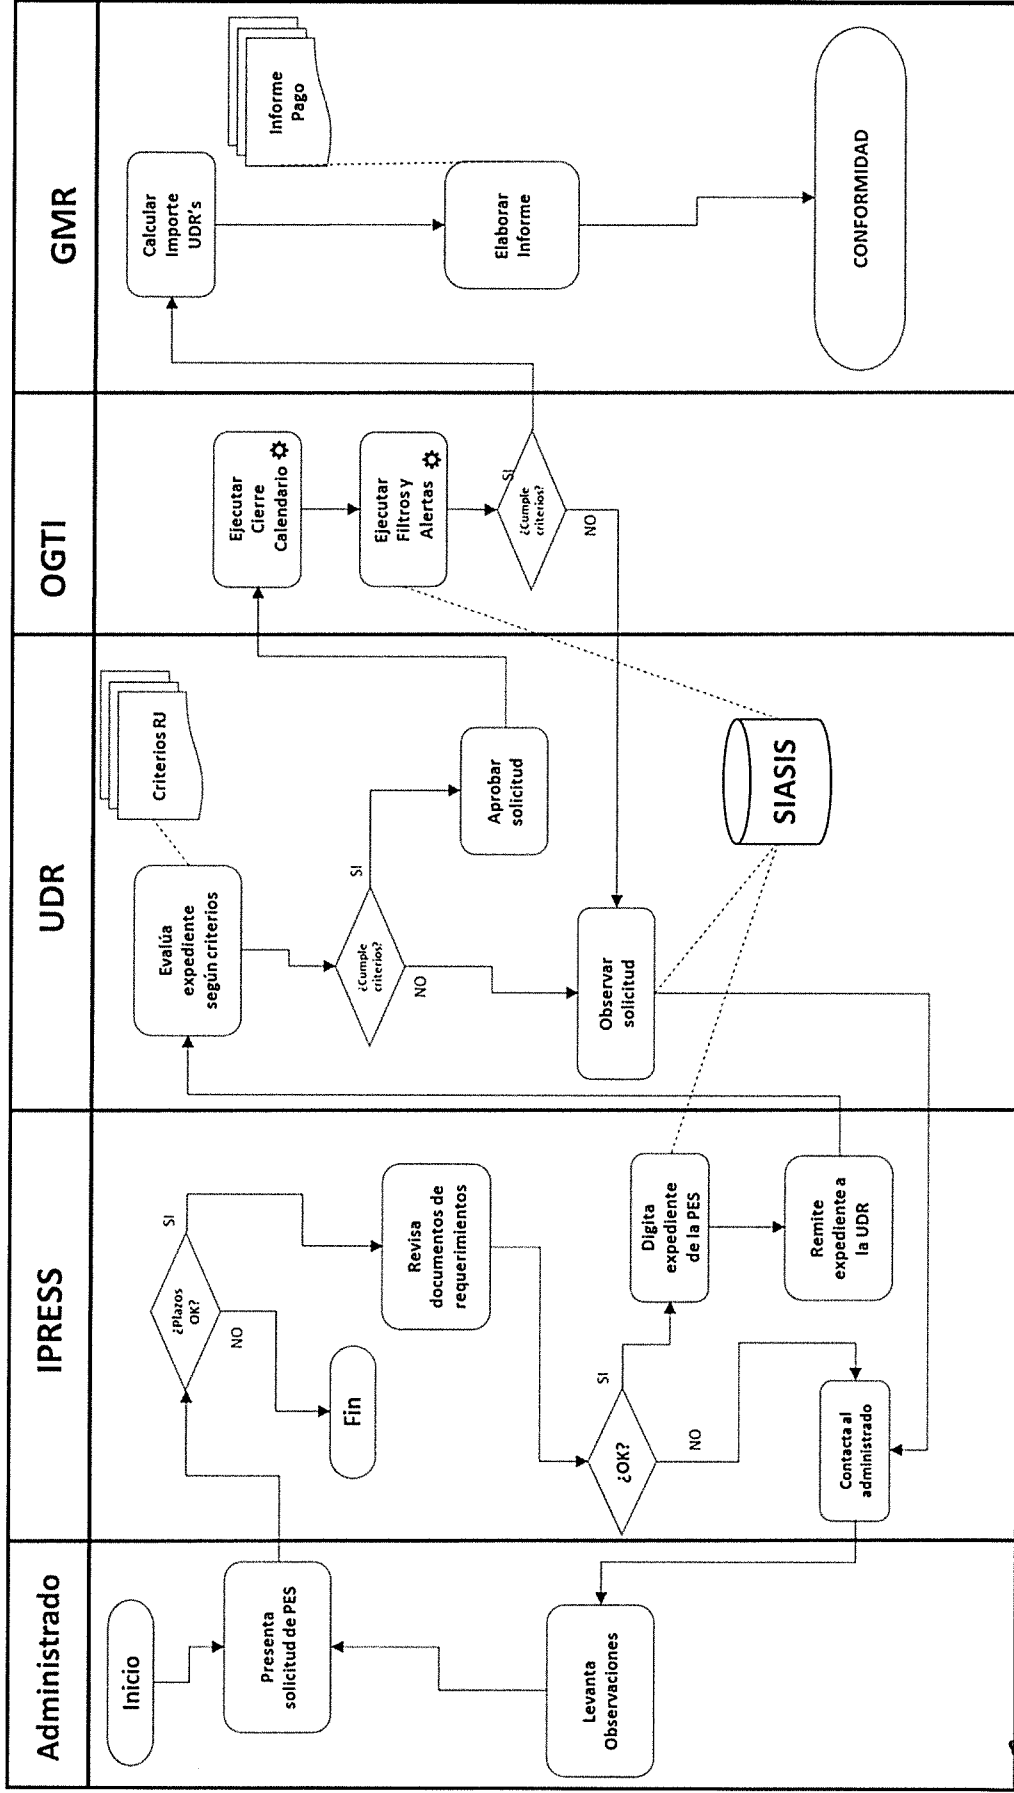 Administrado
Inicio
Presenta
solicitud de PES
Levanta
Observaciones
IPRESS
¿Plazos
OK?
SI
NO
Fin
Revisa
documentos de
requerimientos
¿OK?
SI
NO
Digita
expediente
de la PES
Remite
expediente a
la UDR
Contacta al
administrado
UDR
Criterios RJ
Evalúa
expediente
según criterios
¿Cumple
criterios?
SI
NO
Aprobar
solicitud
Observar
solicitud
SIASIS
OGTI
Ejecutar
Cierre
Calendario
Ejecutar
Filtros y
Alertas
¿Cumple
criterios?
SI
NO
GMR
Calcular
Importe
UDR's
Informe
Pago
Elaborar
Informe
CONFORMIDAD